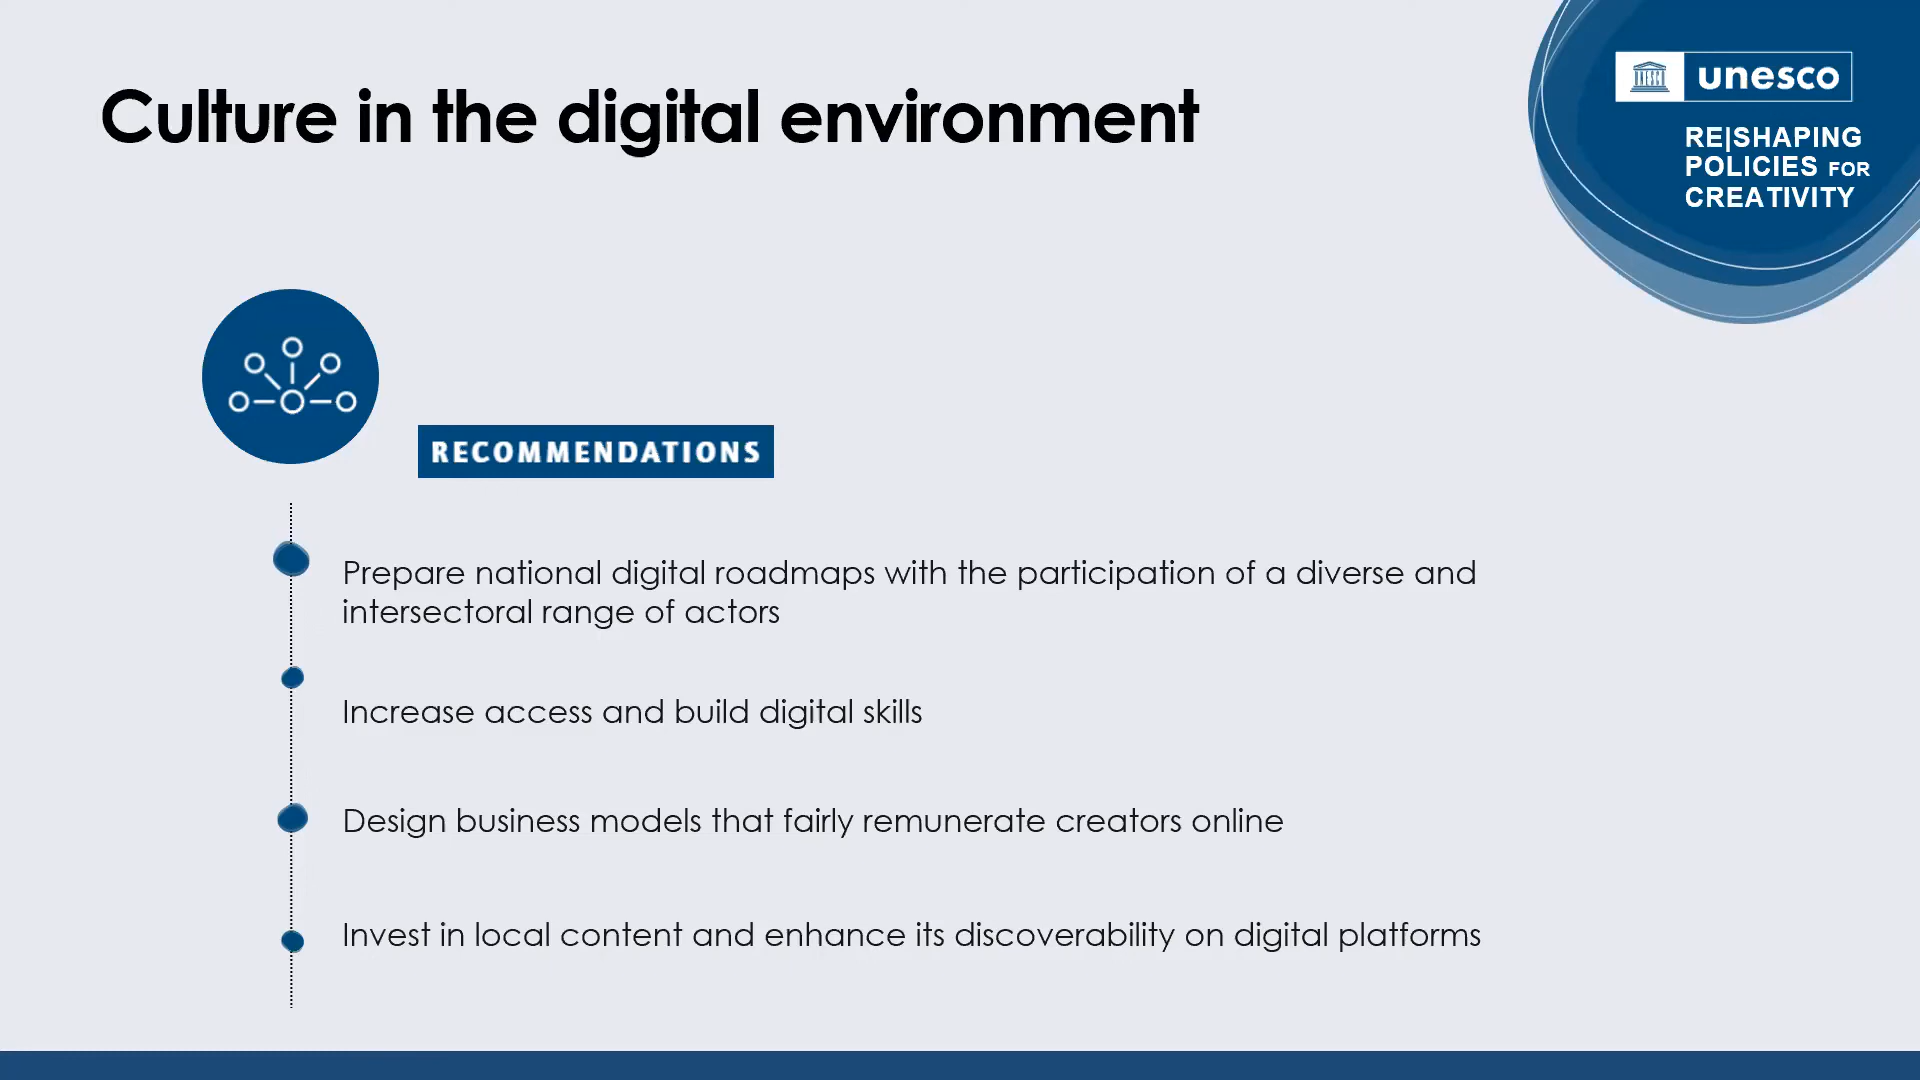 Culture in the digital environment
unesco
RE|SHAPING
POLICIES FOR
CREATIVITY
RECOMMENDATIONS
Prepare national digital roadmaps with the participation of a diverse and
intersectoral range of actors
Increase access and build digital skills
Design business models that fairly remunerate creators online
Invest in local content and enhance its discoverability on digital platforms